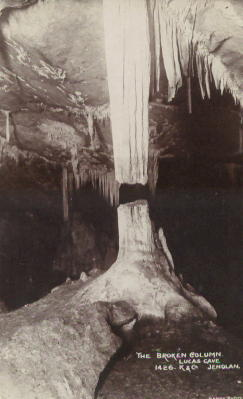 THE BROKEN COLUMN.
LUCAS CAVE
1426. K & Co JENOLAN.